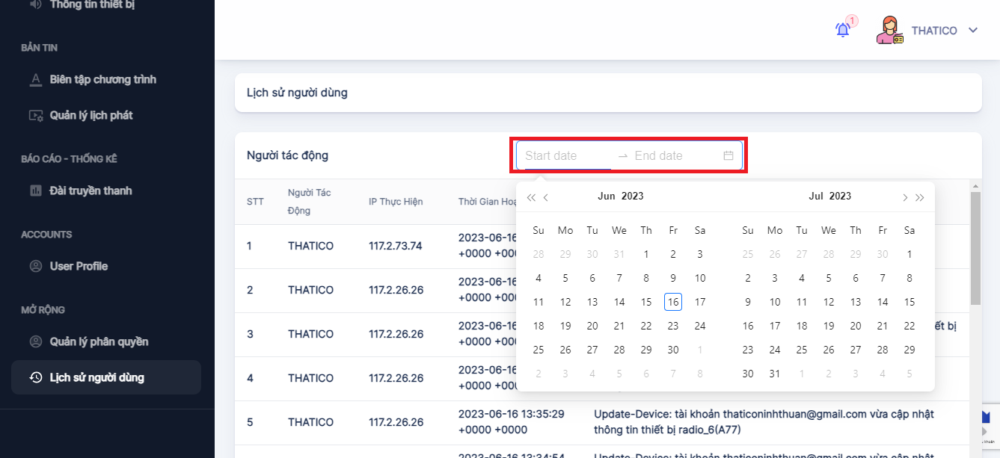 Thông tin thiết bị
BẢN TIN
Biên tập chương trình
Quản lý lịch phát
BÁO CÁO - THỐNG KÊ
Đài truyền thanh
ACCOUNTS
User Profile
MỞ RỘNG
Quản lý phân quyền
Lịch sử người dùng
1
THATICO
Lịch sử người dùng
Người tác động
Start date → End date
STT Người Tác Động IP Thực Hiện Thời Gian Hoạ
1 THATICO 117.2.73.74 2023-06-16
+0000 +000
2 THATICO 117.2.26.26 2023-06-16
+0000 +000
3 THATICO 117.2.26.26 2023-06-16 ết bị
+0000 +000
4 THATICO 117.2.26.26 2023-06-16
+0000 +000
5 THATICO 117.2.26.26 2023-06-16 13:35:29 Update-Device: tài khoản thaticoninhthuan@gmail.com vừa cập nhật
+0000 +0000 thông tin thiết bị radio_6(A77)
2023-06-16 13:34:54 Update-Device: tài khoản thaticoninhthuan@gmail.com vừa cập nhật
Jun 2023
Su Mo Tu We Th Fr Sa
28 29 30 31 1 2 3
4 5 6 7 8 9 10
11 12 13 14 15 16 17
18 19 20 21 22 23 24
25 26 27 28 29 30 1
2 3 4 5 6 7 8
Jul 2023
Su Mo Tu We Th Fr Sa
25 26 27 28 29 30 1
2 3 4 5 6 7 8
9 10 11 12 13 14 15
16 17 18 19 20 21 22
23 24 25 26 27 28 29
30 31 1 2 3 4 5